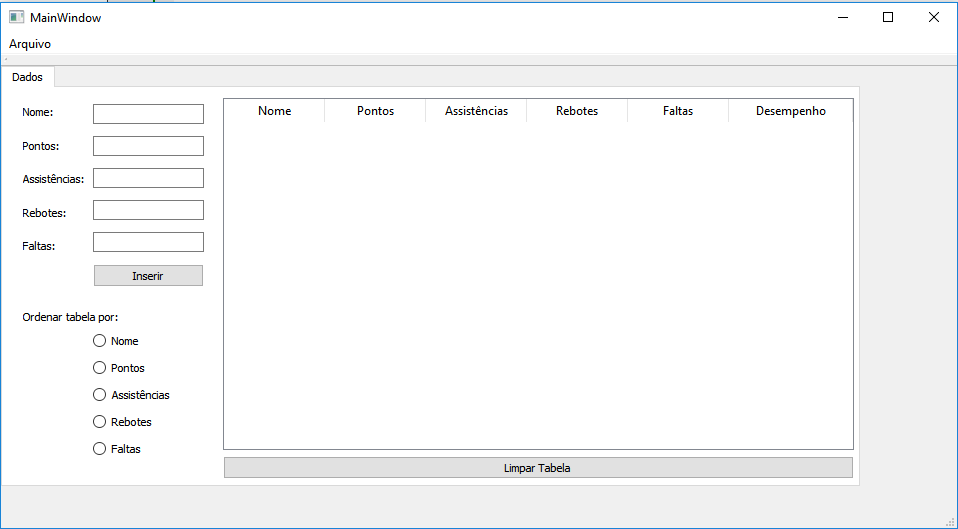 MainWindow
Arquivo
Dados
Nome:
Pontos:
Assistências:
Rebotes:
Faltas:
Inserir
Ordenar tabela por:
Nome
Pontos
Assistências
Rebotes
Faltas
Nome Pontos Assistências Rebotes Faltas Desempenho
Limpar Tabela